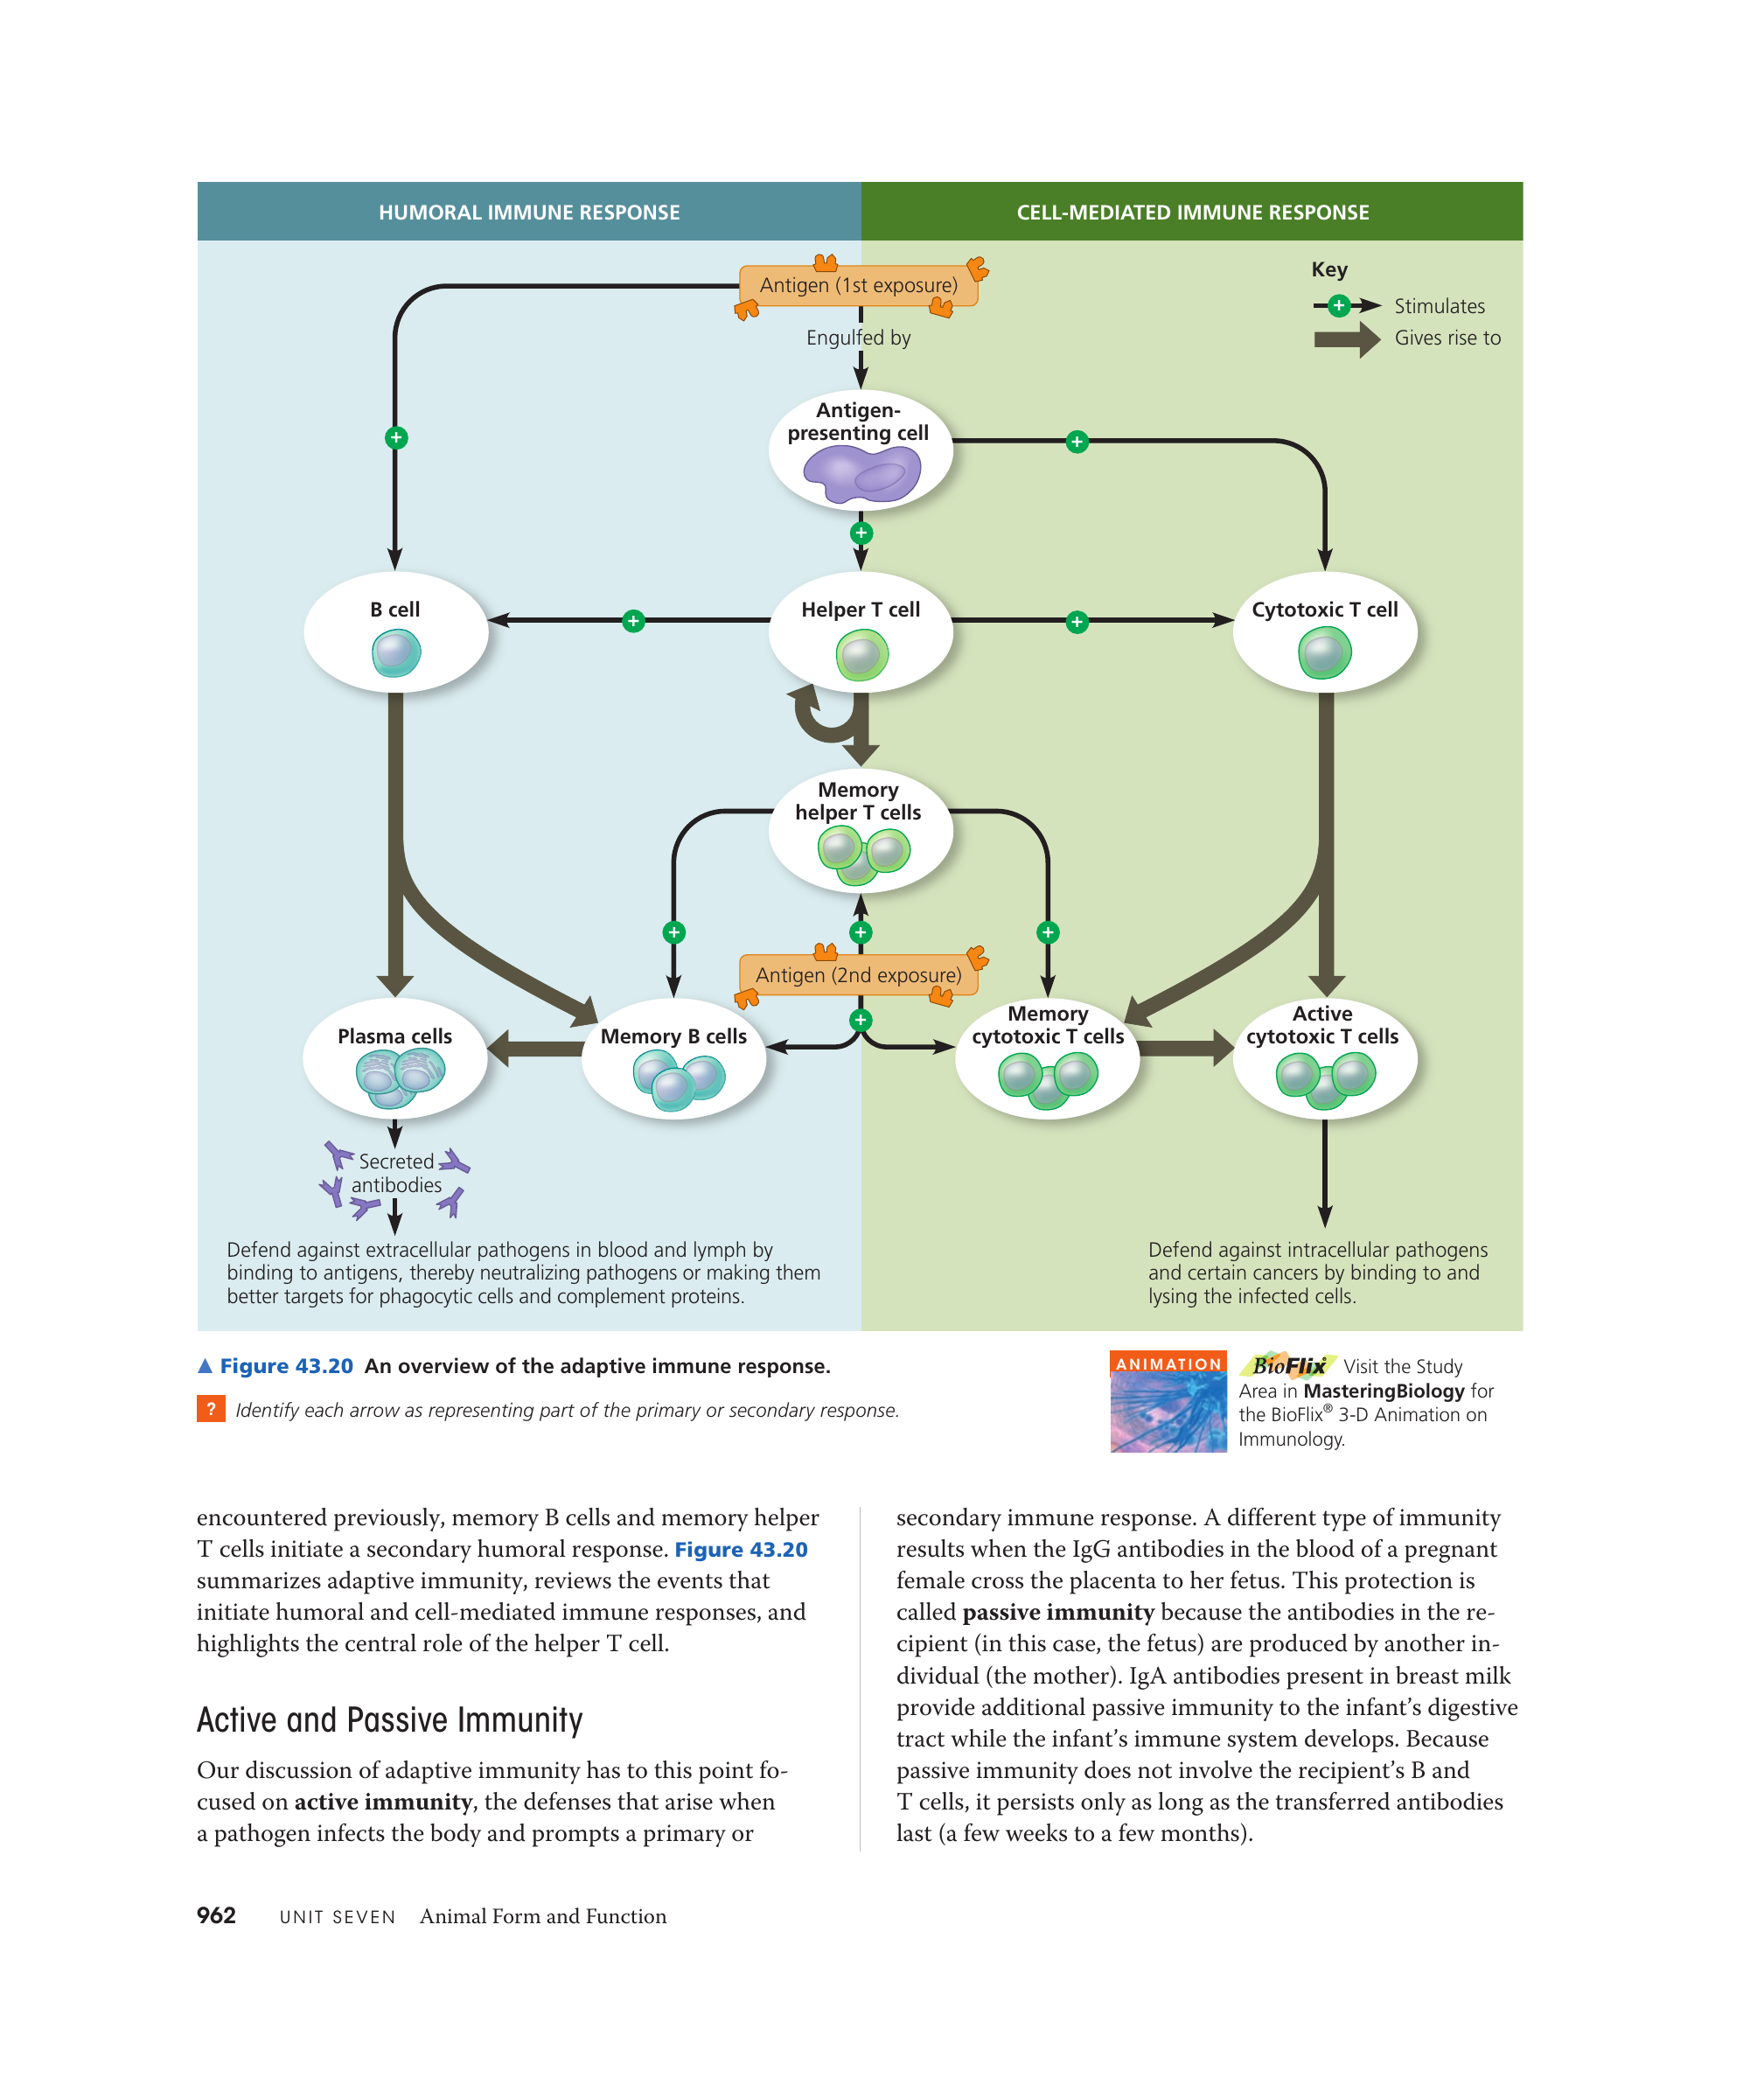 HUMORAL IMMUNE RESPONSE
CELL-MEDIATED IMMUNE RESPONSE
Antigen (1st exposure)
Engulfed by
Key
+ Stimulates
Gives rise to
Antigen-
presenting cell
+
+
+
B cell
+
Helper T cell
+
Cytotoxic T cell
Memory
helper T cells
+
+
+
Antigen (2nd exposure)
+
Plasma cells
Memory B cells
Memory
cytotoxic T cells
Active
cytotoxic T cells
Secreted
antibodies
Defend against extracellular pathogens in blood and lymph by
binding to antigens, thereby neutralizing pathogens or making them
better targets for phagocytic cells and complement proteins.
Defend against intracellular pathogens
and certain cancers by binding to and
lysing the infected cells.
▲ Figure 43.20 An overview of the adaptive immune response.
? Identify each arrow as representing part of the primary or secondary response.
ANIMATION
BioFlix Visit the Study
Area in MasteringBiology for
the BioFlix® 3-D Animation on
Immunology.
encountered previously, memory B cells and memory helper
T cells initiate a secondary humoral response. Figure 43.20
summarizes adaptive immunity, reviews the events that
initiate humoral and cell-mediated immune responses, and
highlights the central role of the helper T cell.
Active and Passive Immunity
Our discussion of adaptive immunity has to this point fo-
cused on active immunity, the defenses that arise when
a pathogen infects the body and prompts a primary or
secondary immune response. A different type of immunity
results when the IgG antibodies in the blood of a pregnant
female cross the placenta to her fetus. This protection is
called passive immunity because the antibodies in the re-
cipient (in this case, the fetus) are produced by another in-
dividual (the mother). IgA antibodies present in breast milk
provide additional passive immunity to the infant's digestive
tract while the infant's immune system develops. Because
passive immunity does not involve the recipient's B and
T cells, it persists only as long as the transferred antibodies
last (a few weeks to a few months).
962 UNIT SEVEN Animal Form and Function